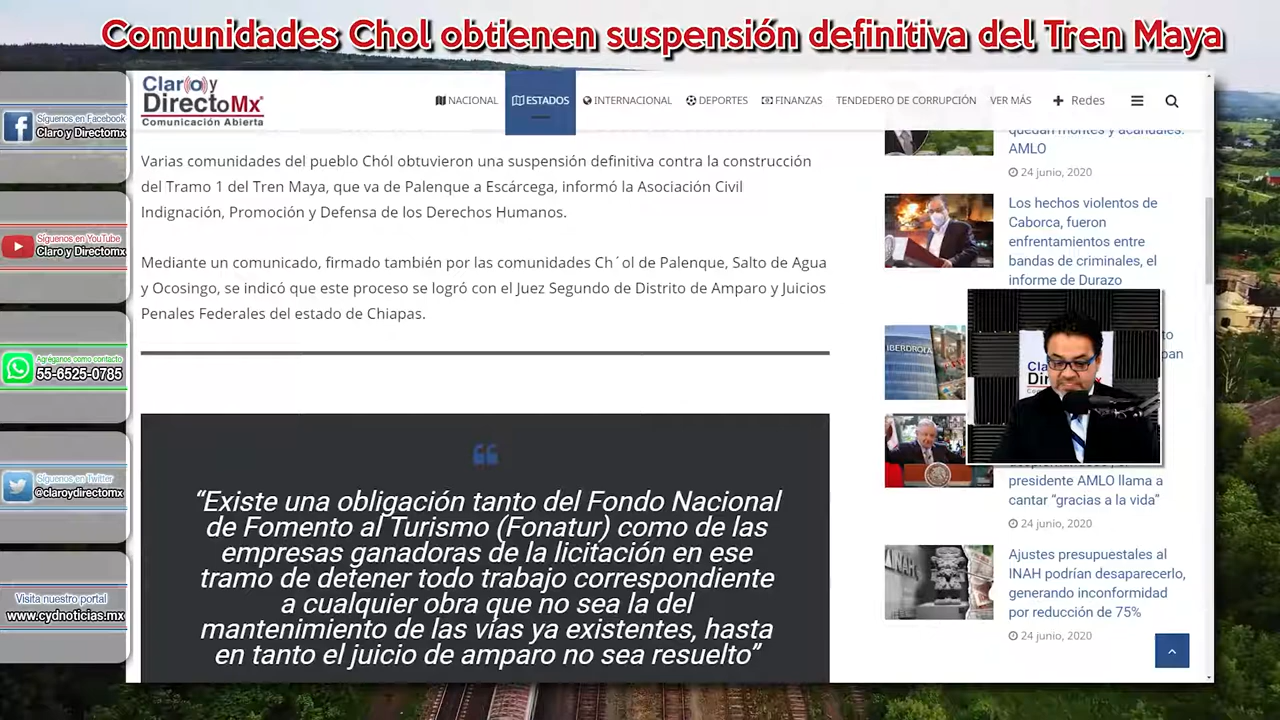 Comunidades Chol obtienen suspensión definitiva del Tren Maya
Síguenos en Facebook
Claro y Directomx
Síguenos en YouTube
Claro y Directomx
Agréganos como contacto
55-6525-0785
Síguenos en Twitter
@claroydirectomx
Visita nuestro portal
www.cydnoticias.mx
Claro y
DirectoMx
Comunicación Abierta
NACIONAL
ESTADOS
INTERNACIONAL
DEPORTES
FINANZAS
TENDEDERO DE CORRUPCIÓN
VER MÁS
Redes
Varias comunidades del pueblo Chól obtuvieron una suspensión definitiva contra la construcción
del Tramo 1 del Tren Maya, que va de Palenque a Escárcega, informó la Asociación Civil
Indignación, Promoción y Defensa de los Derechos Humanos.
Mediante un comunicado, firmado también por las comunidades Ch´ol de Palenque, Salto de Agua
y Ocosingo, se indicó que este proceso se logró con el Juez Segundo de Distrito de Amparo y Juicios
Penales Federales del estado de Chiapas.
“Existe una obligación tanto del Fondo Nacional
de Fomento al Turismo (Fonatur) como de las
empresas ganadoras de la licitación en ese
tramo de detener todo trabajo correspondiente
a cualquier obra que no sea la del
mantenimiento de las vías ya existentes, hasta
en tanto el juicio de amparo no sea resuelto”
quedan montes y acahuales:
AMLO
24 junio, 2020
Los hechos violentos de
Caborca, fueron
enfrentamientos entre
bandas de criminales, el
informe de Durazo
IBERDROLA
presidente AMLO llama a
cantar “gracias a la vida”
24 junio, 2020
Ajustes presupuestales al
INAH podrían desaparecerlo,
generando inconformidad
por reducción de 75%
24 junio, 2020